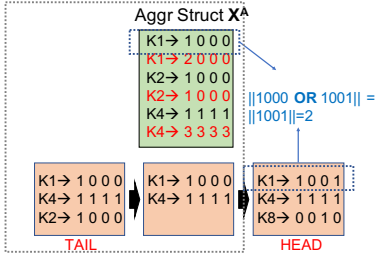 Aggr Struct X^A
K1→ 1 0 0 0
K1→ 2 0 0 0
K2→ 1 0 0 0
K2→ 1 0 0 0
K4→ 1 1 1 1
K4→ 3 3 3 3
||1000 OR 1001|| =
||1001||=2
K1→ 1 0 0 0
K4→ 1 1 1 1
K2→ 1 0 0 0
K1→ 1 0 0 0
K4→ 1 1 1 1
K1→ 1 0 0 1
K4→ 1 1 1 1
K8→ 0 0 1 0
TAIL
HEAD